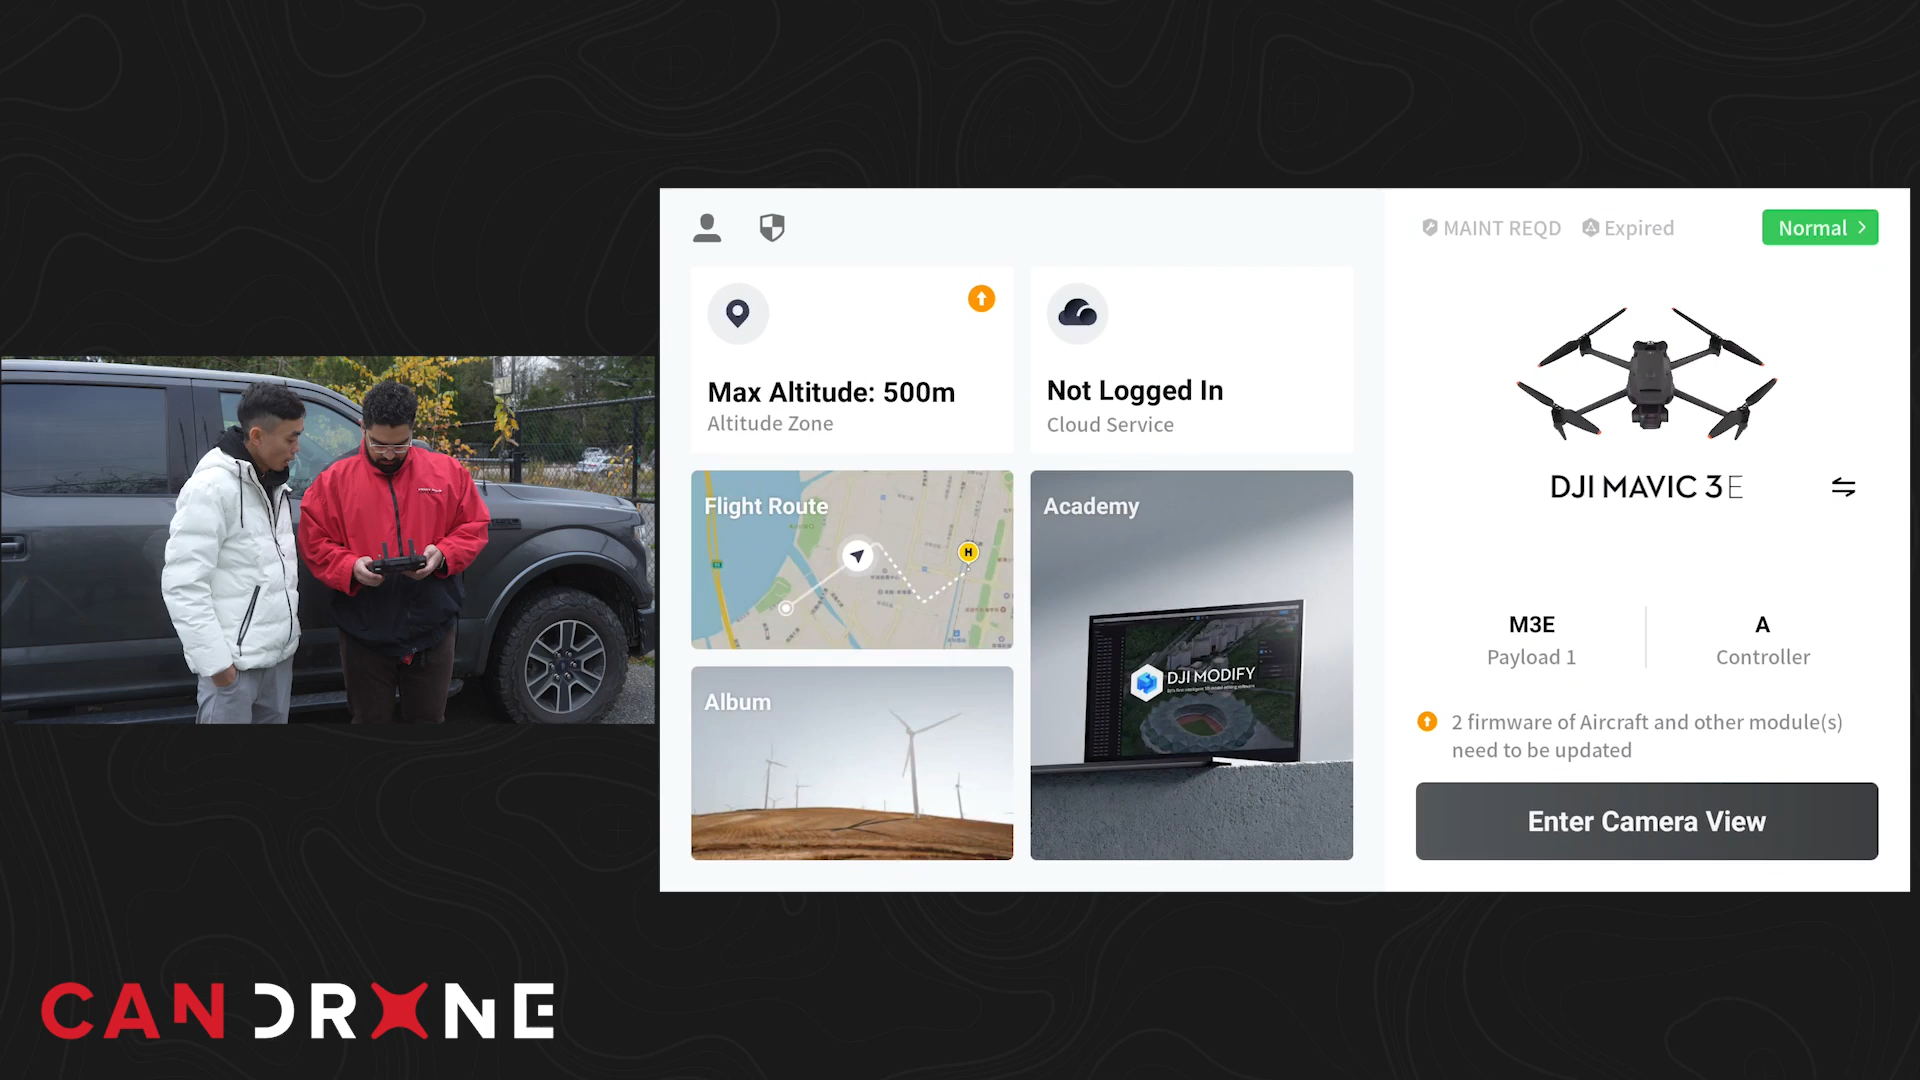 MAINT REQD
Expired
Normal
Max Altitude: 500m
Altitude Zone
Not Logged In
Cloud Service
Flight Route
H
Academy
DJI MODIFY
Album
DJI MAVIC 3E
M3E
Payload 1
A
Controller
2 firmware of Aircraft and other module(s)
need to be updated
Enter Camera View
CANDRONE